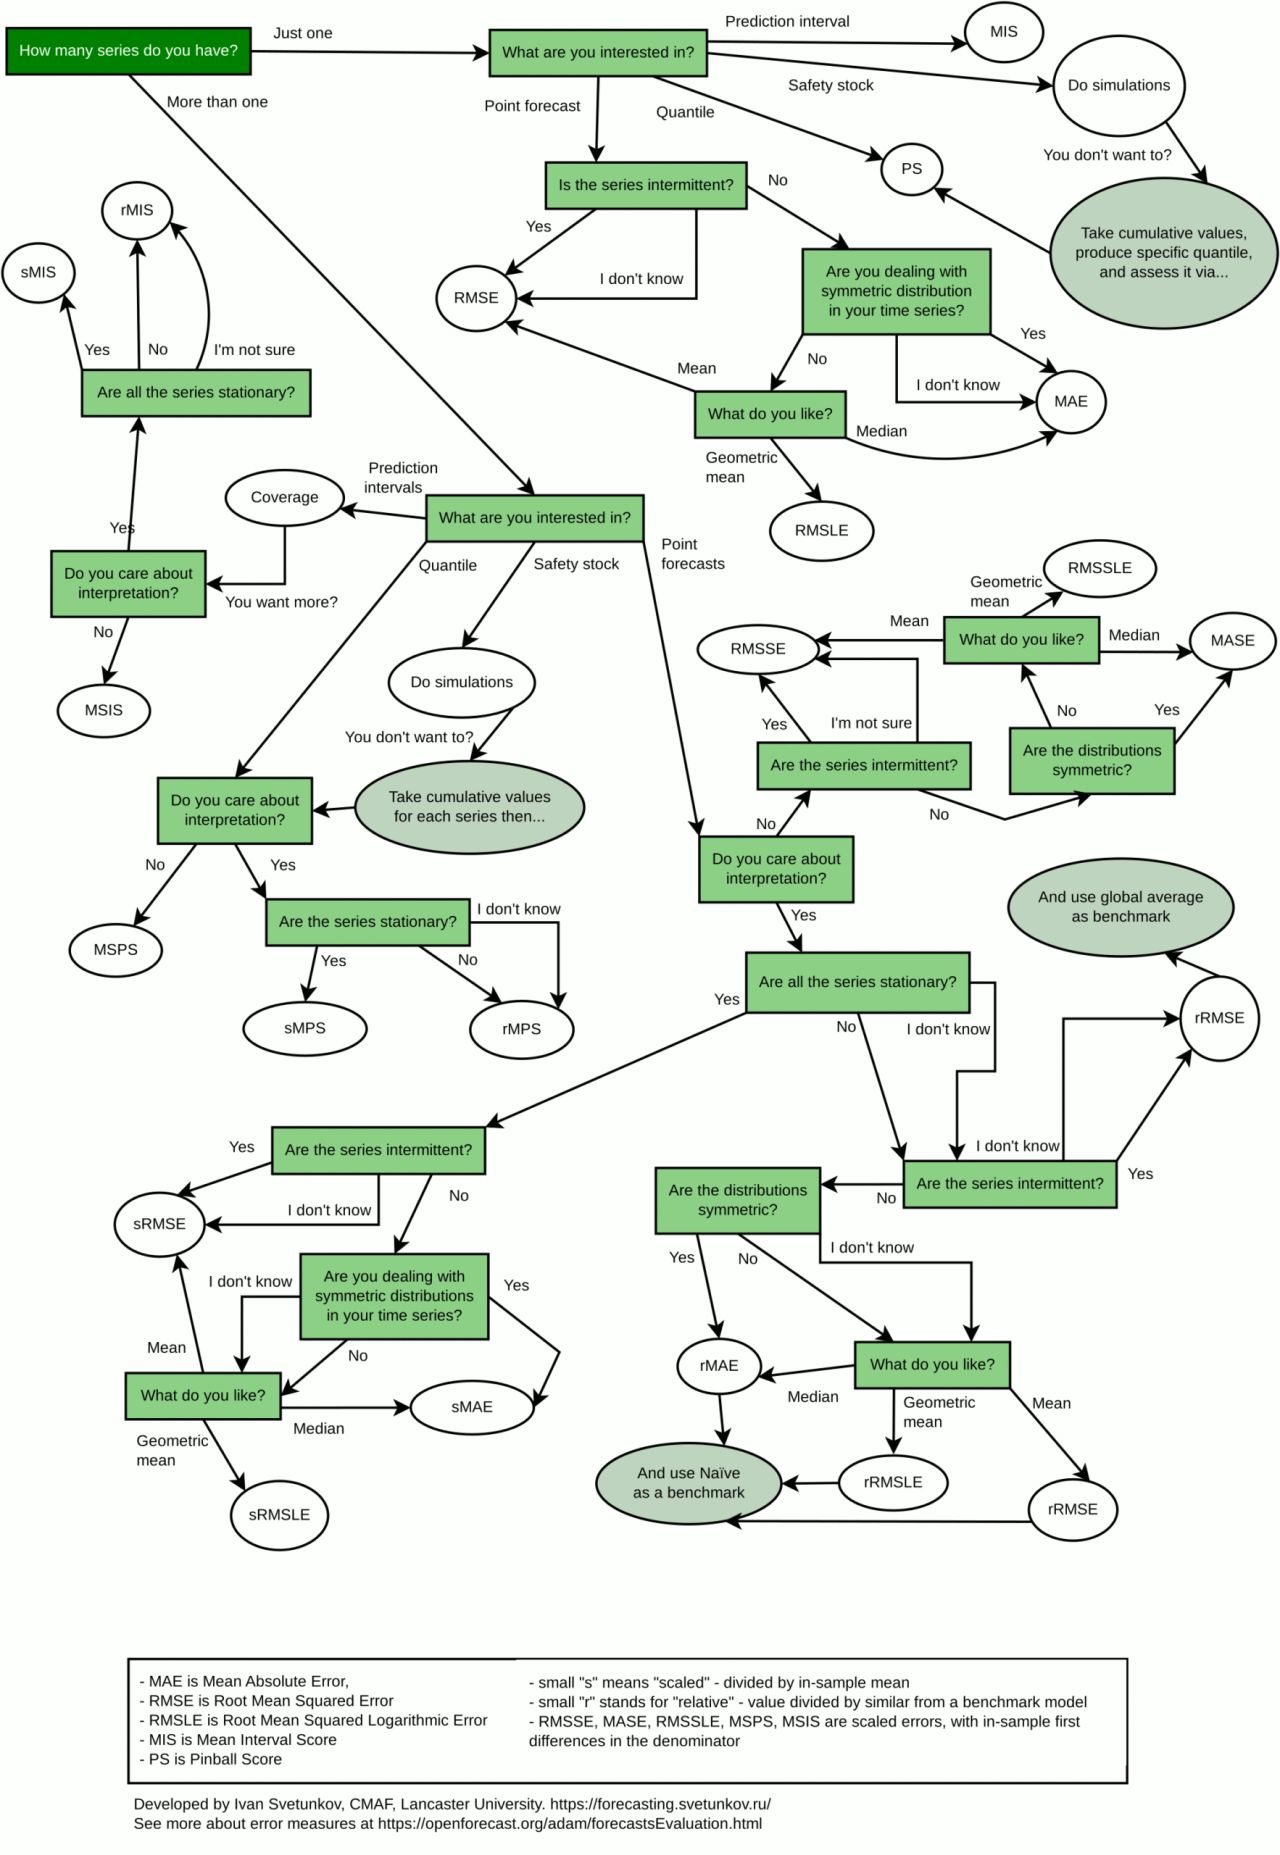 How many series do you have?
Just one
More than one
What are you interested in?
Prediction interval
MIS
Safety stock
Do simulations
Point forecast
Quantile
You don't want to?
PS
Take cumulative values,
produce specific quantile,
and assess it via...
Is the series intermittent?
No
Yes
I don't know
RMSE
Are you dealing with
symmetric distribution
in your time series?
Yes
No
I don't know
MAE
Mean
What do you like?
Median
Geometric
mean
RMSLE
rMIS
sMIS
Yes
No
I'm not sure
Are all the series stationary?
Yes
Do you care about
interpretation?
No
MSIS
Coverage
You want more?
Prediction
intervals
What are you interested in?
Quantile
Safety stock
Point
forecasts
Do simulations
You don't want to?
Take cumulative values
for each series then...
Do you care about
interpretation?
No
Yes
MSPS
Are the series stationary?
I don't know
Yes
No
sMPS
rMPS
RMSSLE
Geometric
mean
Mean
What do you like?
Median
MASE
RMSSE
No
Yes
Yes
I'm not sure
Are the distributions
symmetric?
Are the series intermittent?
No
No
Do you care about
interpretation?
Yes
And use global average
as benchmark
Are all the series stationary?
Yes
No
I don't know
rRMSE
I don't know
Yes
Are the series intermittent?
No
Are the series intermittent?
Yes
I don't know
No
sRMSE
Are you dealing with
symmetric distributions
in your time series?
I don't know
Yes
No
Mean
What do you like?
Median
sMAE
Geometric
mean
sRMSLE
Are the distributions
symmetric?
Yes
No
I don't know
rMAE
What do you like?
Median
Geometric
mean
Mean
And use Naïve
as a benchmark
rRMSLE
rRMSE
- MAE is Mean Absolute Error,
- RMSE is Root Mean Squared Error
- RMSLE is Root Mean Squared Logarithmic Error
- MIS is Mean Interval Score
- PS is Pinball Score
- small "s" means "scaled" - divided by in-sample mean
- small "r" stands for "relative" - value divided by similar from a benchmark model
- RMSSE, MASE, RMSSLE, MSPS, MSIS are scaled errors, with in-sample first
differences in the denominator
Developed by Ivan Svetunkov, CMAF, Lancaster University. https://forecasting.svetunkov.ru/
See more about error measures at https://openforecast.org/adam/forecastsEvaluation.html